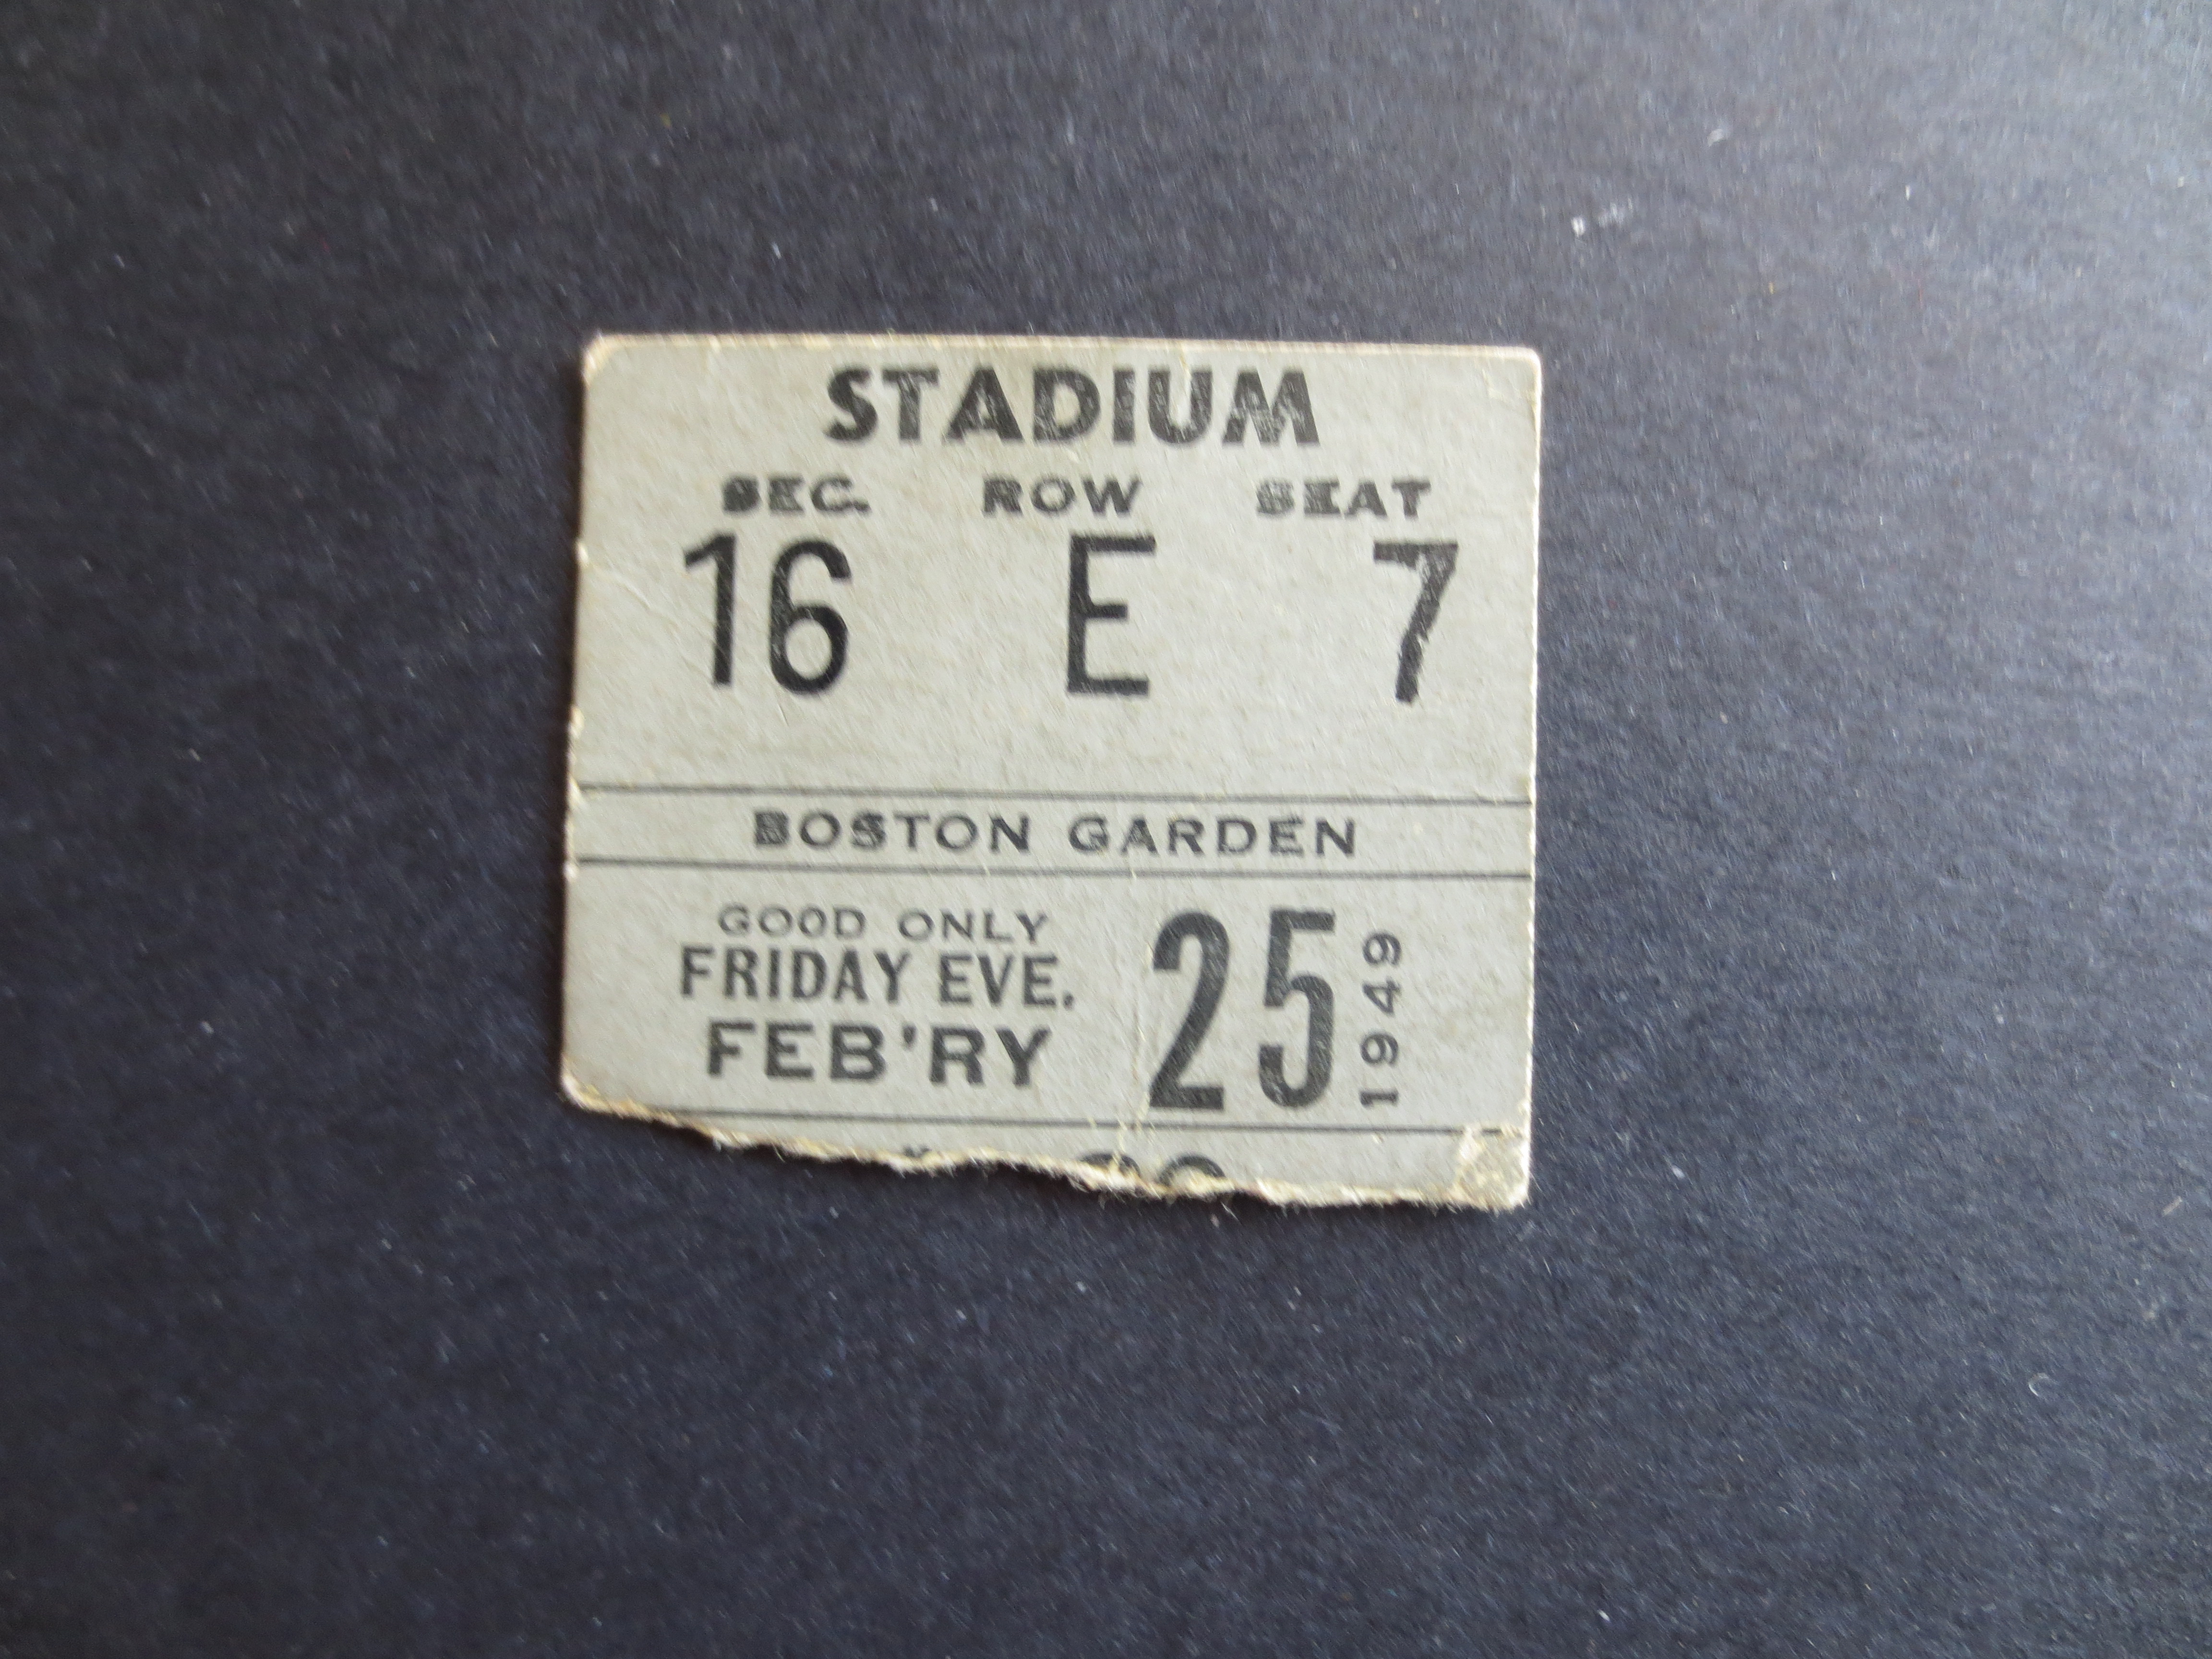 STADIUM
SEC. ROW SEAT
16 E 7
BOSTON GARDEN
GOOD ONLY
FRIDAY EVE.
FEB'RY 25 1949